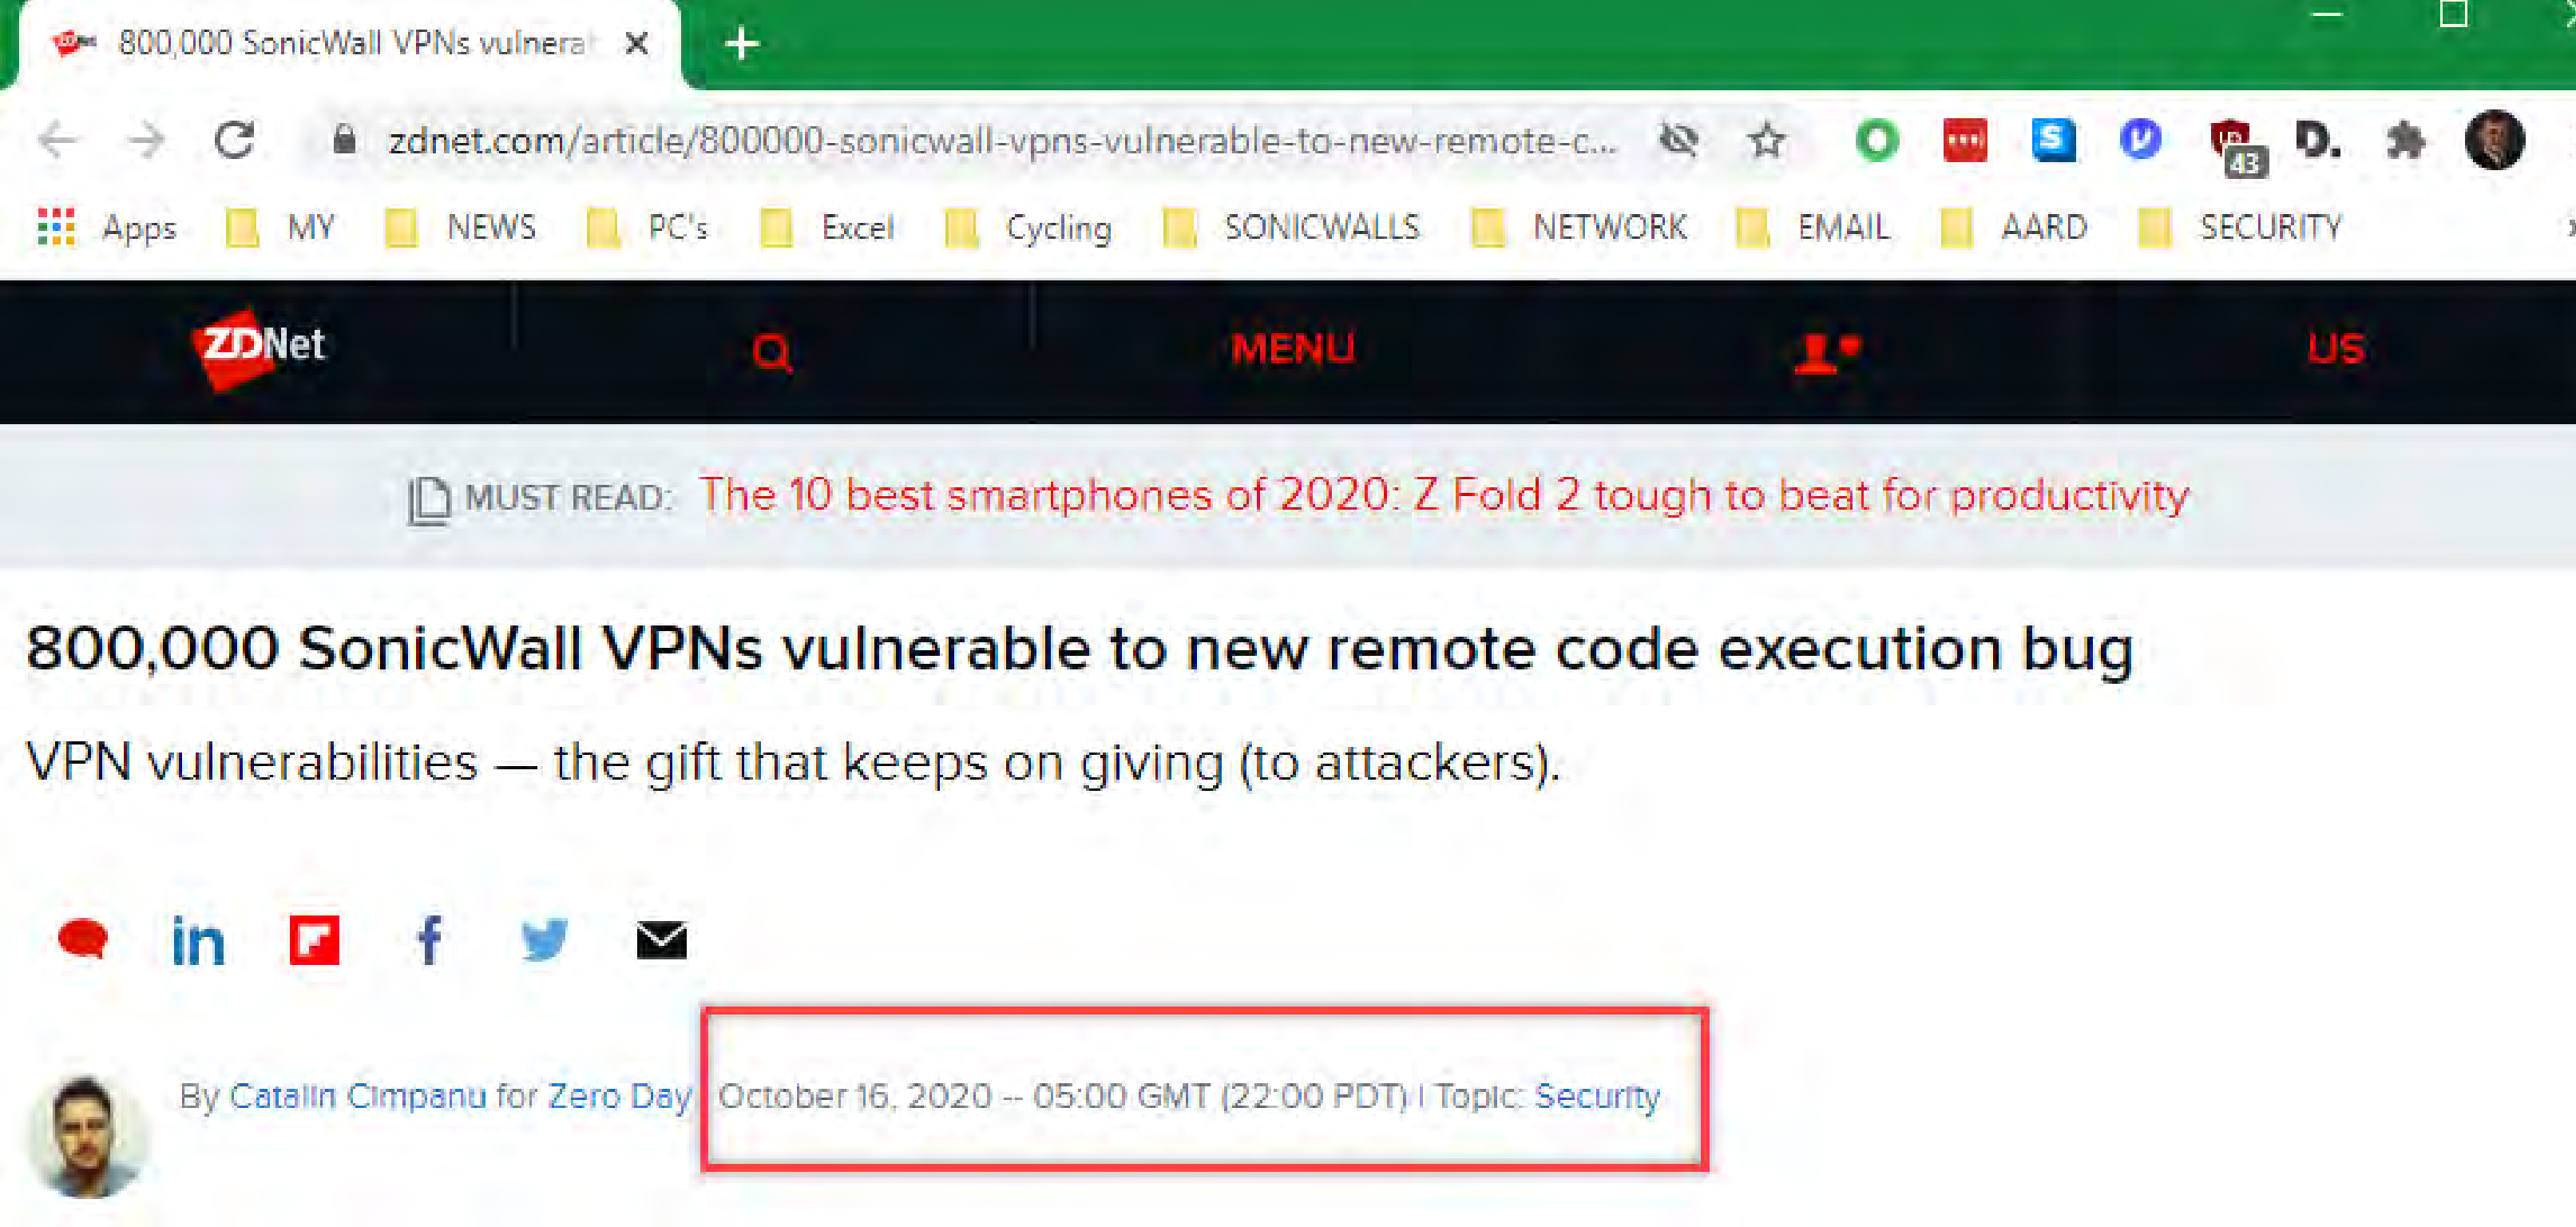 800,000 SonicWall VPNs vulnerab
zdnet.com/article/800000-sonicwall-vpns-vulnerable-to-new-remote-c...
43 D.
Apps MY NEWS PC's Excel Cycling SONICWALLS NETWORK EMAIL AARD SECURITY
ZDNet MENU US
MUST READ: The 10 best smartphones of 2020: Z Fold 2 tough to beat for productivity
800,000 SonicWall VPNs vulnerable to new remote code execution bug
VPN vulnerabilities — the gift that keeps on giving (to attackers).
in f
By Catalin Cimpanu for Zero Day October 16, 2020 -- 05:00 GMT (22:00 PDT) | Topic: Security